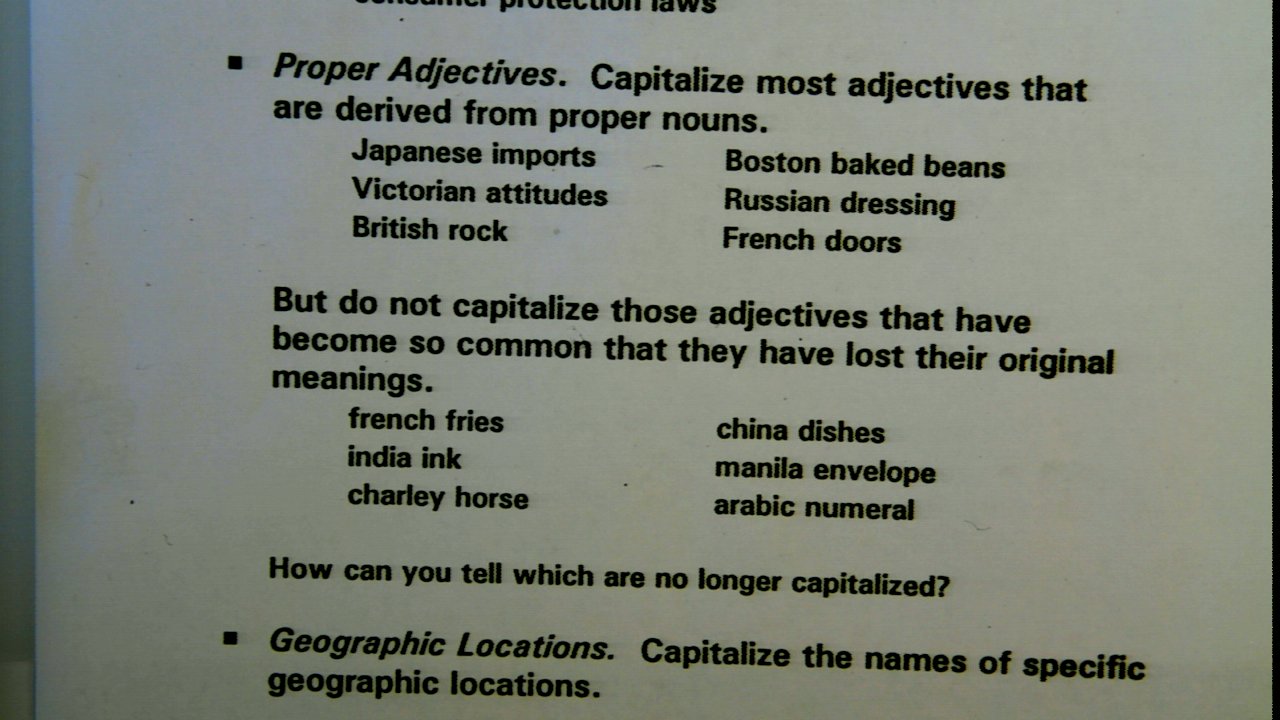 consumer protection laws
■ Proper Adjectives. Capitalize most adjectives that
are derived from proper nouns.
Japanese imports Boston baked beans
Victorian attitudes Russian dressing
British rock French doors
But do not capitalize those adjectives that have
become so common that they have lost their original
meanings.
french fries china dishes
india ink manila envelope
charley horse arabic numeral
How can you tell which are no longer capitalized?
■ Geographic Locations. Capitalize the names of specific
geographic locations.